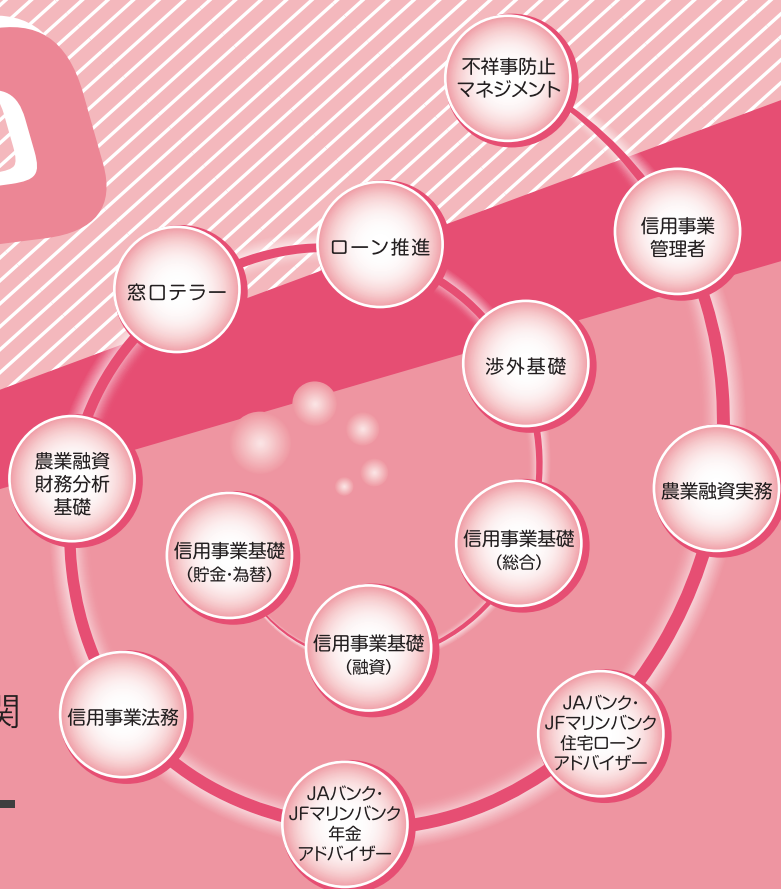 不祥事防止
マネジメント
信用事業
管理者
ローン推進
窓口テラー
渉外基礎
農業融資
財務分析
基礎
農業融資実務
信用事業基礎
(貯金・為替)
信用事業基礎
(総合)
信用事業基礎
(融資)
関
信用事業法務
JAバンク・
JFマリンバンク
住宅ローン
アドバイザー
JAバンク・
JFマリンバンク
年金
アドバイザー